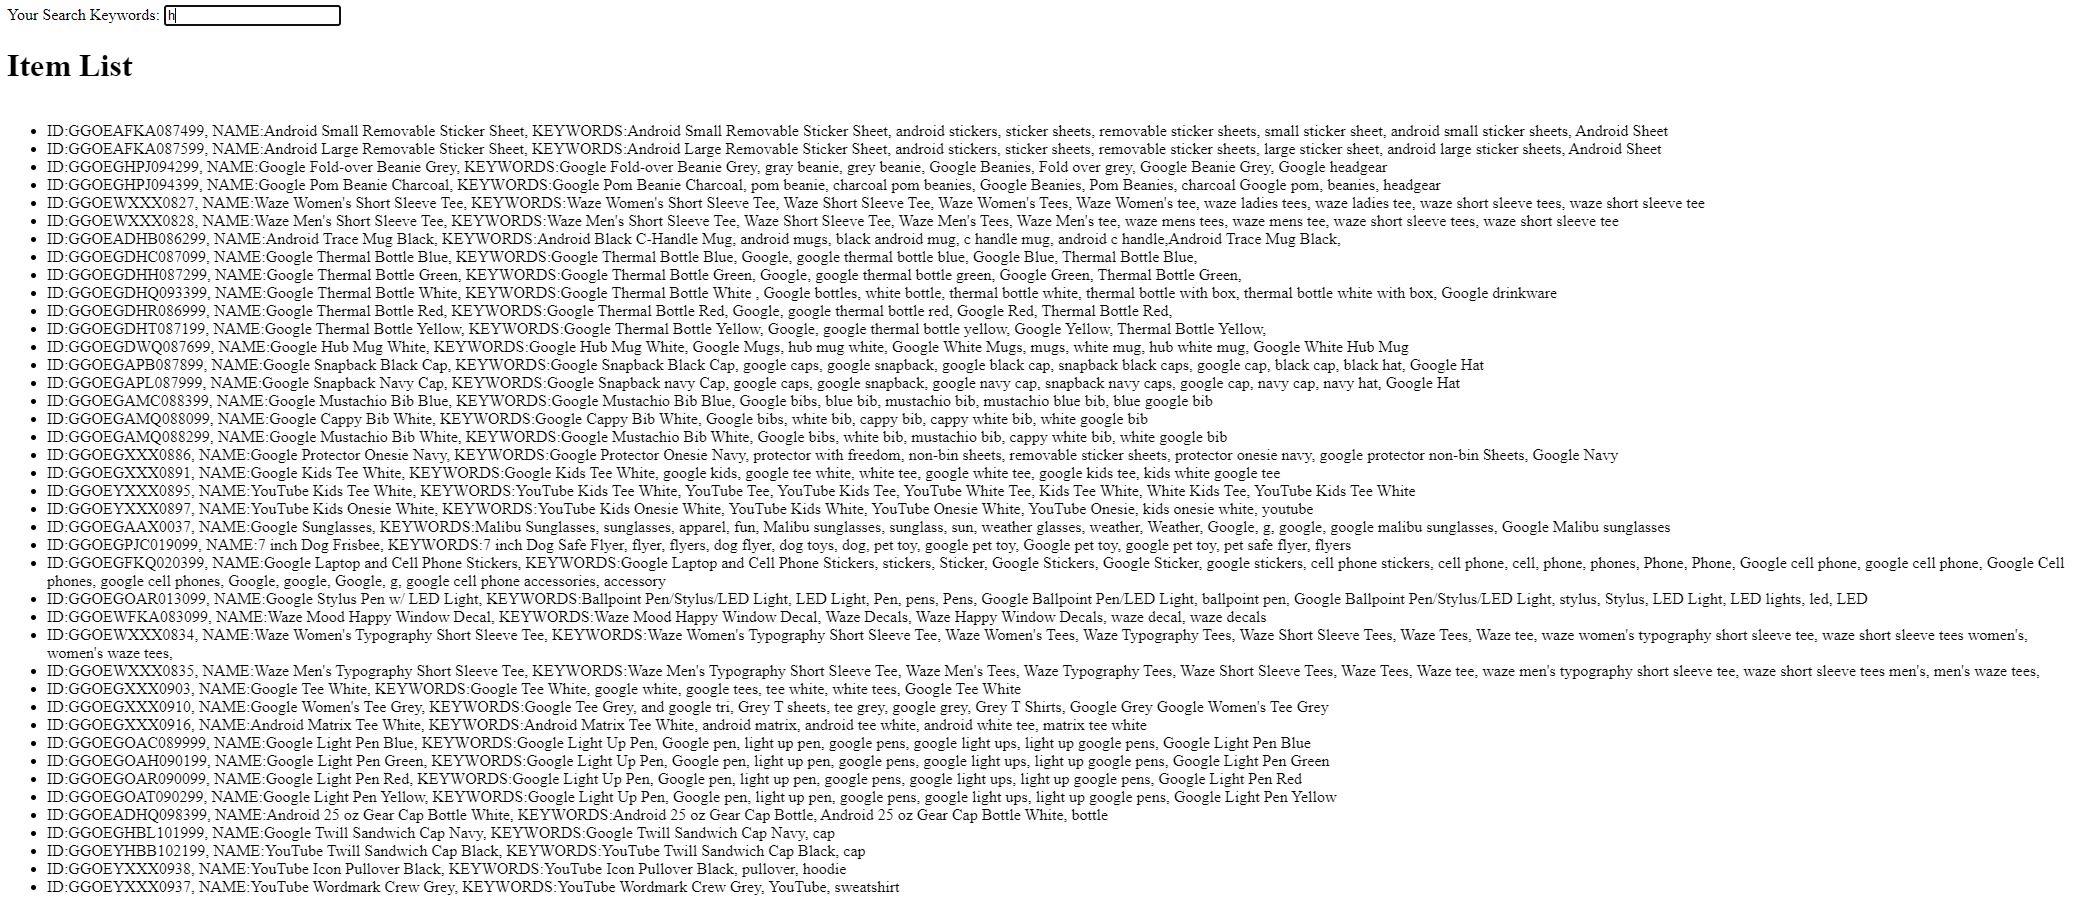 Your Search Keywords: h
Item List
ID:GGOEAFKA087499, NAME:Android Small Removable Sticker Sheet, KEYWORDS:Android Small Removable Sticker Sheet, android stickers, sticker sheets, removable sticker sheets, small sticker sheet, android small sticker sheets, Android Sheet
ID:GGOEAFKA087599, NAME:Android Large Removable Sticker Sheet, KEYWORDS:Android Large Removable Sticker Sheet, android stickers, sticker sheets, removable sticker sheets, large sticker sheet, android large sticker sheets, Android Sheet
ID:GGOEGHPJ094299, NAME:Google Fold-over Beanie Grey, KEYWORDS:Google Fold-over Beanie Grey, gray beanie, grey beanie, Google Beanies, Fold over grey, Google Beanie Grey, Google headgear
ID:GGOEGHPJ094399, NAME:Google Pom Beanie Charcoal, KEYWORDS:Google Pom Beanie Charcoal, pom beanie, charcoal pom beanies, Google Beanies, Pom Beanies, charcoal Google pom, beanies, headgear
ID:GGOEWXXX0827, NAME:Waze Women's Short Sleeve Tee, KEYWORDS:Waze Women's Short Sleeve Tee, Waze Short Sleeve Tee, Waze Women's Tees, Waze Women's tee, waze ladies tees, waze ladies tee, waze short sleeve tees, waze short sleeve tee
ID:GGOEWXXX0828, NAME:Waze Men's Short Sleeve Tee, KEYWORDS:Waze Men's Short Sleeve Tee, Waze Short Sleeve Tee, Waze Men's Tees, Waze Men's tee, waze mens tees, waze mens tee, waze short sleeve tees, waze short sleeve tee
ID:GGOEADHB086299, NAME:Android Trace Mug Black, KEYWORDS:Android Black C-Handle Mug, android mugs, black android mug, c handle mug, android c handle,Android Trace Mug Black,
ID:GGOEGDHC087099, NAME:Google Thermal Bottle Blue, KEYWORDS:Google Thermal Bottle Blue, Google, google thermal bottle blue, Google Blue, Thermal Bottle Blue,
ID:GGOEGDHH087299, NAME:Google Thermal Bottle Green, KEYWORDS:Google Thermal Bottle Green, Google, google thermal bottle green, Google Green, Thermal Bottle Green,
ID:GGOEGDHQ093399, NAME:Google Thermal Bottle White, KEYWORDS:Google Thermal Bottle White , Google bottles, white bottle, thermal bottle white, thermal bottle with box, thermal bottle white with box, Google drinkware
ID:GGOEGDHR086999, NAME:Google Thermal Bottle Red, KEYWORDS:Google Thermal Bottle Red, Google, google thermal bottle red, Google Red, Thermal Bottle Red,
ID:GGOEGDHT087199, NAME:Google Thermal Bottle Yellow, KEYWORDS:Google Thermal Bottle Yellow, Google, google thermal bottle yellow, Google Yellow, Thermal Bottle Yellow,
ID:GGOEGDWQ087699, NAME:Google Hub Mug White, KEYWORDS:Google Hub Mug White, Google Mugs, hub mug white, Google White Mugs, mugs, white mug, hub white mug, Google White Hub Mug
ID:GGOEGAPB087899, NAME:Google Snapback Black Cap, KEYWORDS:Google Snapback Black Cap, google caps, google snapback, google black cap, snapback black caps, google cap, black cap, black hat, Google Hat
ID:GGOEGAPL087999, NAME:Google Snapback Navy Cap, KEYWORDS:Google Snapback navy Cap, google caps, google snapback, google navy cap, snapback navy caps, google cap, navy cap, navy hat, Google Hat
ID:GGOEGAMC088399, NAME:Google Mustachio Bib Blue, KEYWORDS:Google Mustachio Bib Blue, Google bibs, blue bib, mustachio bib, mustachio blue bib, blue google bib
ID:GGOEGAMQ088099, NAME:Google Cappy Bib White, KEYWORDS:Google Cappy Bib White, Google bibs, white bib, cappy bib, cappy white bib, white google bib
ID:GGOEGAMQ088299, NAME:Google Mustachio Bib White, KEYWORDS:Google Mustachio Bib White, Google bibs, white bib, mustachio bib, cappy white bib, white google bib
ID:GGOEGXXX0886, NAME:Google Protector Onesie Navy, KEYWORDS:Google Protector Onesie Navy, protector with freedom, non-bin sheets, removable sticker sheets, protector onesie navy, google protector non-bin Sheets, Google Navy
ID:GGOEGXXX0891, NAME:Google Kids Tee White, KEYWORDS:Google Kids Tee White, google kids, google tee white, white tee, google white tee, google kids tee, kids white google tee
ID:GGOEYXXX0895, NAME:YouTube Kids Tee White, KEYWORDS:YouTube Kids Tee White, YouTube Tee, YouTube Kids Tee, YouTube White Tee, Kids Tee White, White Kids Tee, YouTube Kids Tee White
ID:GGOEYXXX0897, NAME:YouTube Kids Onesie White, KEYWORDS:YouTube Kids Onesie White, YouTube Kids White, YouTube Onesie White, YouTube Onesie, kids onesie white, youtube
ID:GGOEGAAX0037, NAME:Google Sunglasses, KEYWORDS:Malibu Sunglasses, sunglasses, apparel, fun, Malibu sunglasses, sunglass, sun, weather glasses, weather, Weather, Google, g, google, google malibu sunglasses, Google Malibu sunglasses
ID:GGOEGPJC019099, NAME:7 inch Dog Frisbee, KEYWORDS:7 inch Dog Safe Flyer, flyer, flyers, dog flyer, dog toys, dog, pet toy, google pet toy, Google pet toy, google pet toy, pet safe flyer, flyers
ID:GGOEGFKQ020399, NAME:Google Laptop and Cell Phone Stickers, KEYWORDS:Google Laptop and Cell Phone Stickers, stickers, Sticker, Google Stickers, Google Sticker, google stickers, cell phone stickers, cell phone, cell, phone, phones, Phone, Phone, Google cell phone, google cell phone, Google Cell
phones, google cell phones, Google, google, Google, g, google cell phone accessories, accessory
ID:GGOEGOAR013099, NAME:Google Stylus Pen w/ LED Light, KEYWORDS:Ballpoint Pen/Stylus/LED Light, LED Light, Pen, pens, Pens, Google Ballpoint Pen/LED Light, ballpoint pen, Google Ballpoint Pen/Stylus/LED Light, stylus, Stylus, LED Light, LED lights, led, LED
ID:GGOEWFKA083099, NAME:Waze Mood Happy Window Decal, KEYWORDS:Waze Mood Happy Window Decal, Waze Decals, Waze Happy Window Decals, waze decal, waze decals
ID:GGOEWXXX0834, NAME:Waze Women's Typography Short Sleeve Tee, KEYWORDS:Waze Women's Typography Short Sleeve Tee, Waze Women's Tees, Waze Typography Tees, Waze Short Sleeve Tees, Waze Tees, Waze tee, waze women's typography short sleeve tee, waze short sleeve tees women's,
women's waze tees,
ID:GGOEWXXX0835, NAME:Waze Men's Typography Short Sleeve Tee, KEYWORDS:Waze Men's Typography Short Sleeve Tee, Waze Men's Tees, Waze Typography Tees, Waze Short Sleeve Tees, Waze Tees, Waze tee, waze men's typography short sleeve tee, waze short sleeve tees men's, men's waze tees,
ID:GGOEGXXX0903, NAME:Google Tee White, KEYWORDS:Google Tee White, google white, google tees, tee white, white tees, Google Tee White
ID:GGOEGXXX0910, NAME:Google Women's Tee Grey, KEYWORDS:Google Tee Grey, and google tri, Grey T sheets, tee grey, google grey, Grey T Shirts, Google Grey Google Women's Tee Grey
ID:GGOEGXXX0916, NAME:Android Matrix Tee White, KEYWORDS:Android Matrix Tee White, android matrix, android tee white, android white tee, matrix tee white
ID:GGOEGOAC089999, NAME:Google Light Pen Blue, KEYWORDS:Google Light Up Pen, Google pen, light up pen, google pens, google light ups, light up google pens, Google Light Pen Blue
ID:GGOEGOAH090199, NAME:Google Light Pen Green, KEYWORDS:Google Light Up Pen, Google pen, light up pen, google pens, google light ups, light up google pens, Google Light Pen Green
ID:GGOEGOAR090099, NAME:Google Light Pen Red, KEYWORDS:Google Light Up Pen, Google pen, light up pen, google pens, google light ups, light up google pens, Google Light Pen Red
ID:GGOEGOAT090299, NAME:Google Light Pen Yellow, KEYWORDS:Google Light Up Pen, Google pen, light up pen, google pens, google light ups, light up google pens, Google Light Pen Yellow
ID:GGOEADHQ098399, NAME:Android 25 oz Gear Cap Bottle White, KEYWORDS:Android 25 oz Gear Cap Bottle, Android 25 oz Gear Cap Bottle White, bottle
ID:GGOEGHBL101999, NAME:Google Twill Sandwich Cap Navy, KEYWORDS:Google Twill Sandwich Cap Navy, cap
ID:GGOEYHBB102199, NAME:YouTube Twill Sandwich Cap Black, KEYWORDS:YouTube Twill Sandwich Cap Black, cap
ID:GGOEYXXX0938, NAME:YouTube Icon Pullover Black, KEYWORDS:YouTube Icon Pullover Black, pullover, hoodie
ID:GGOEYXXX0937, NAME:YouTube Wordmark Crew Grey, KEYWORDS:YouTube Wordmark Crew Grey, YouTube, sweatshirt